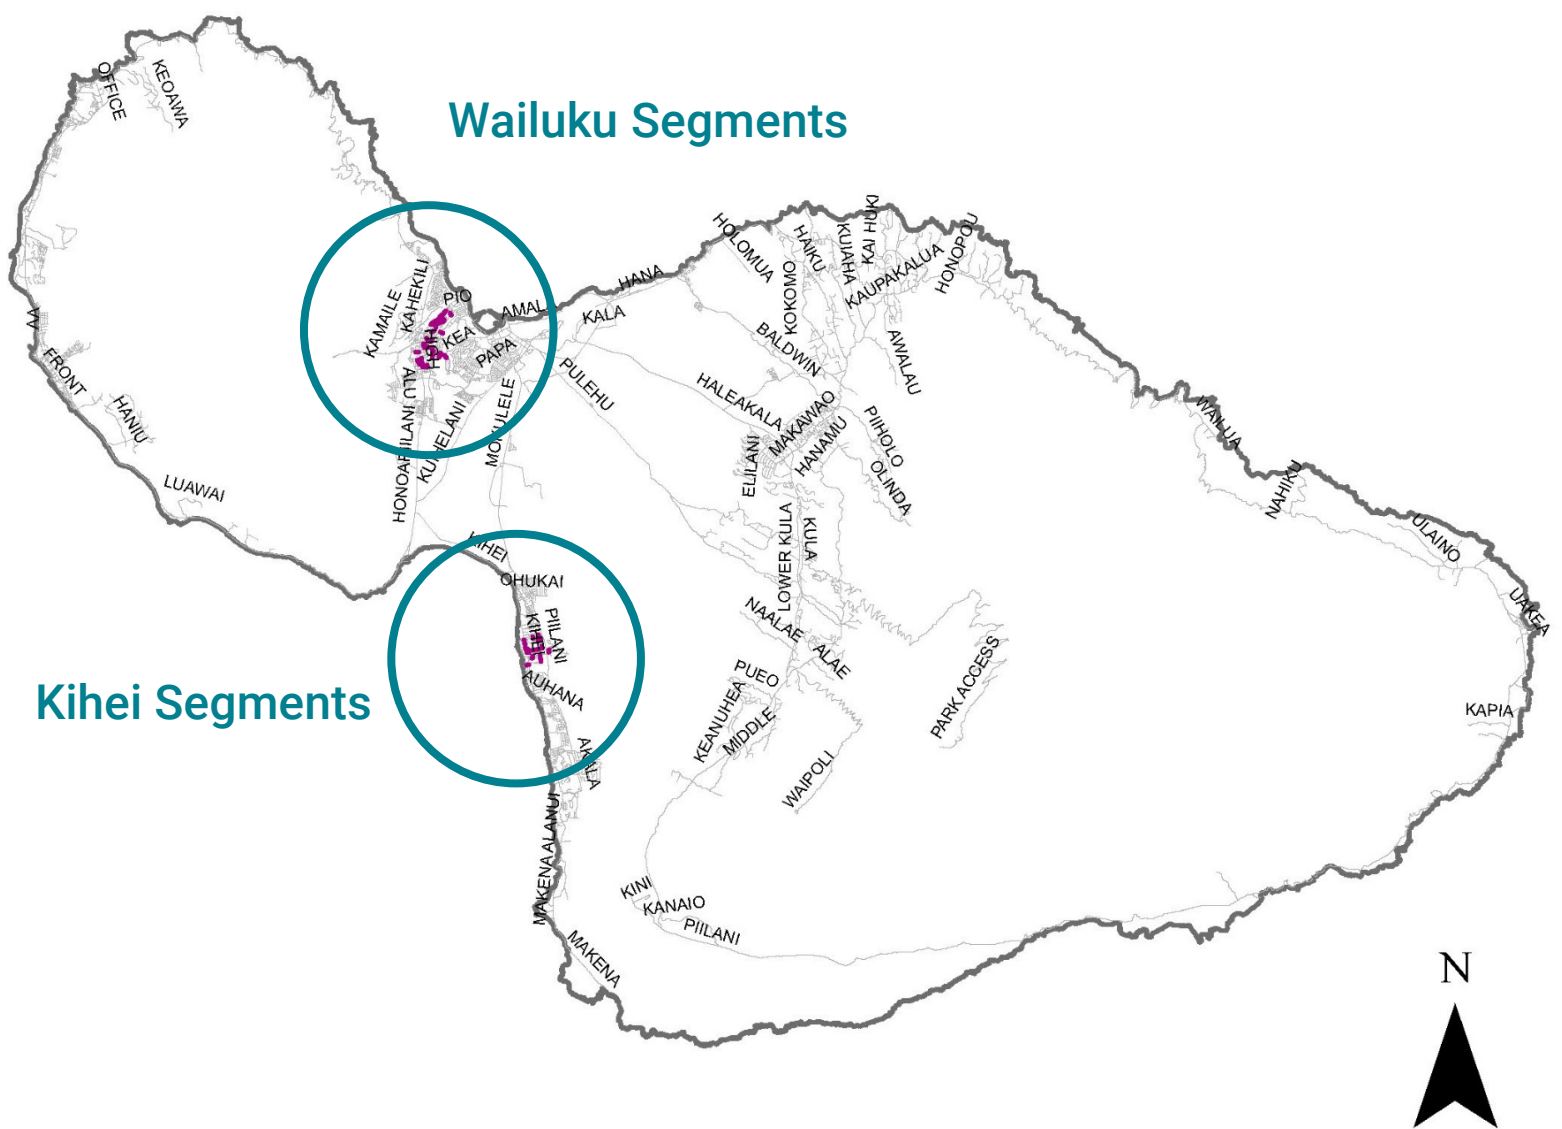 OFFICE
KEOAWA
Wailuku Segments
HOLOMUA
HAIKU
KUIAHA
KAI HUKI
KAUPAKALUA
HONOPOU
KOKOMO
HANA
KALA
AMAL
PIO
KAHEKILI
KAMAILE
KEA
PAPA
BALDWIN
AWALAU
AA
FRONT
HANIU
LUAWAI
PULEHU
HALEAKALA
MAKAWAO
HANAMU
PIIHOLO
OLINDA
ELILANI
WAILUA
NAHIKU
ULAINO
UAKEA
HONOAPIILANI
KUIHELANI
MOKULELE
KIHEI
OHUKAI
KIHEI
PIILANI
LOWER KULA
KULA
NAALAE
ALAE
PUEO
KEANUHEA
MIDDLE
WAIPOLI
PARK ACCESS
KAPIA
Kihei Segments
AUHANA
MAKENA ALANUI
KINI
KANAIO
PIILANI
MAKENA
N